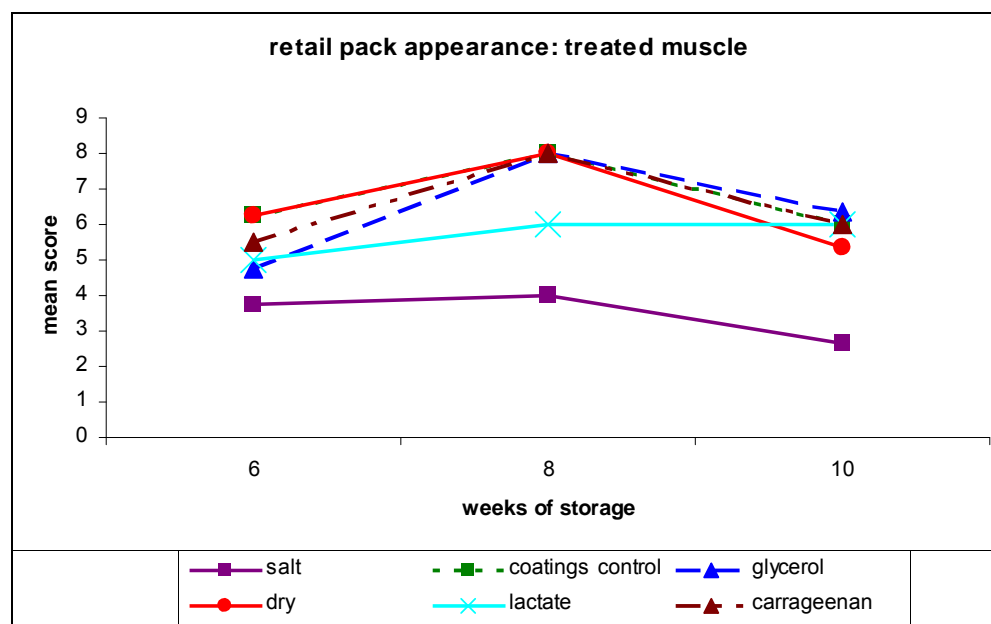 retail pack appearance: treated muscle
9
8
7
6
5
4
3
2
1
0
mean score
6 8 10
weeks of storage
salt coatings control glycerol
dry lactate carrageenan